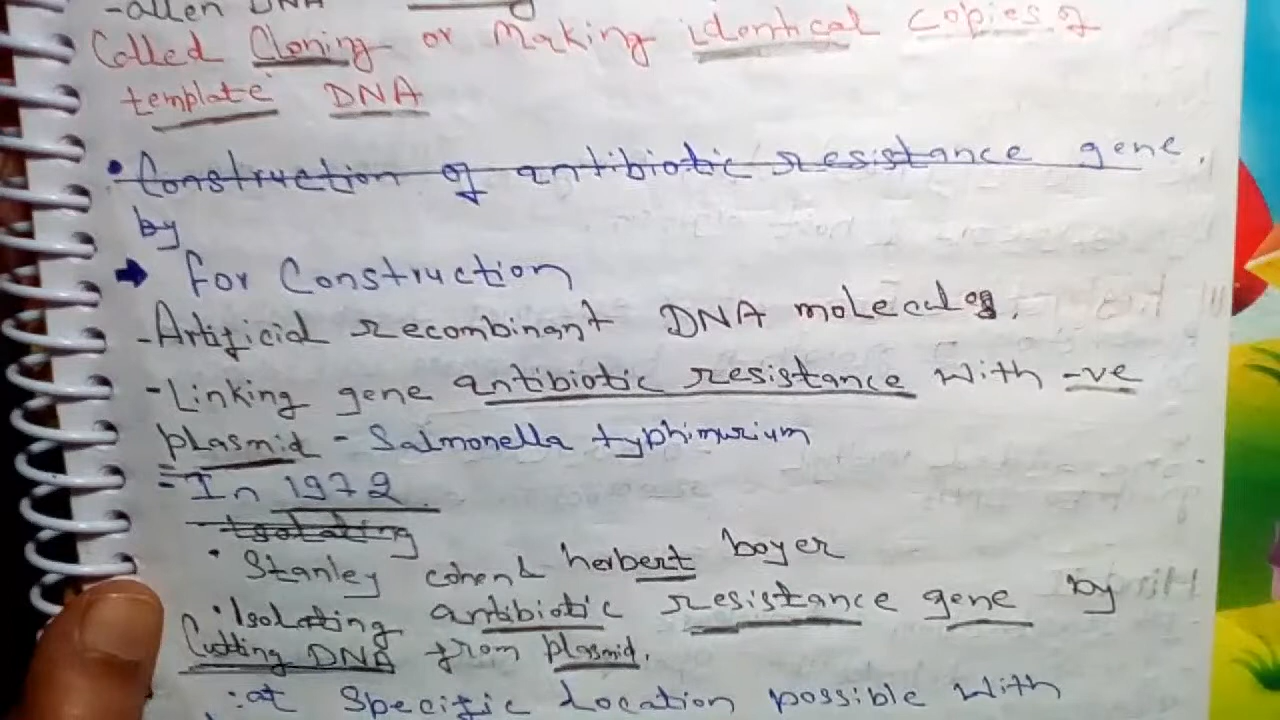 -alien DNA
Called Cloning or Making identical copies of
template DNA
• Construction of antibiotic resistance gene.
by
→ for Construction
-Artificial recombinant DNA molecules.
-Linking gene antibiotic resistance with -ve
plasmid - Salmonella typhimurium
- In 1972
Isolating
• Stanley cohen & herbert boyer
• Isolating antibiotic resistance gene by
Cutting DNA from plasmid.
: at Specific Location possible with